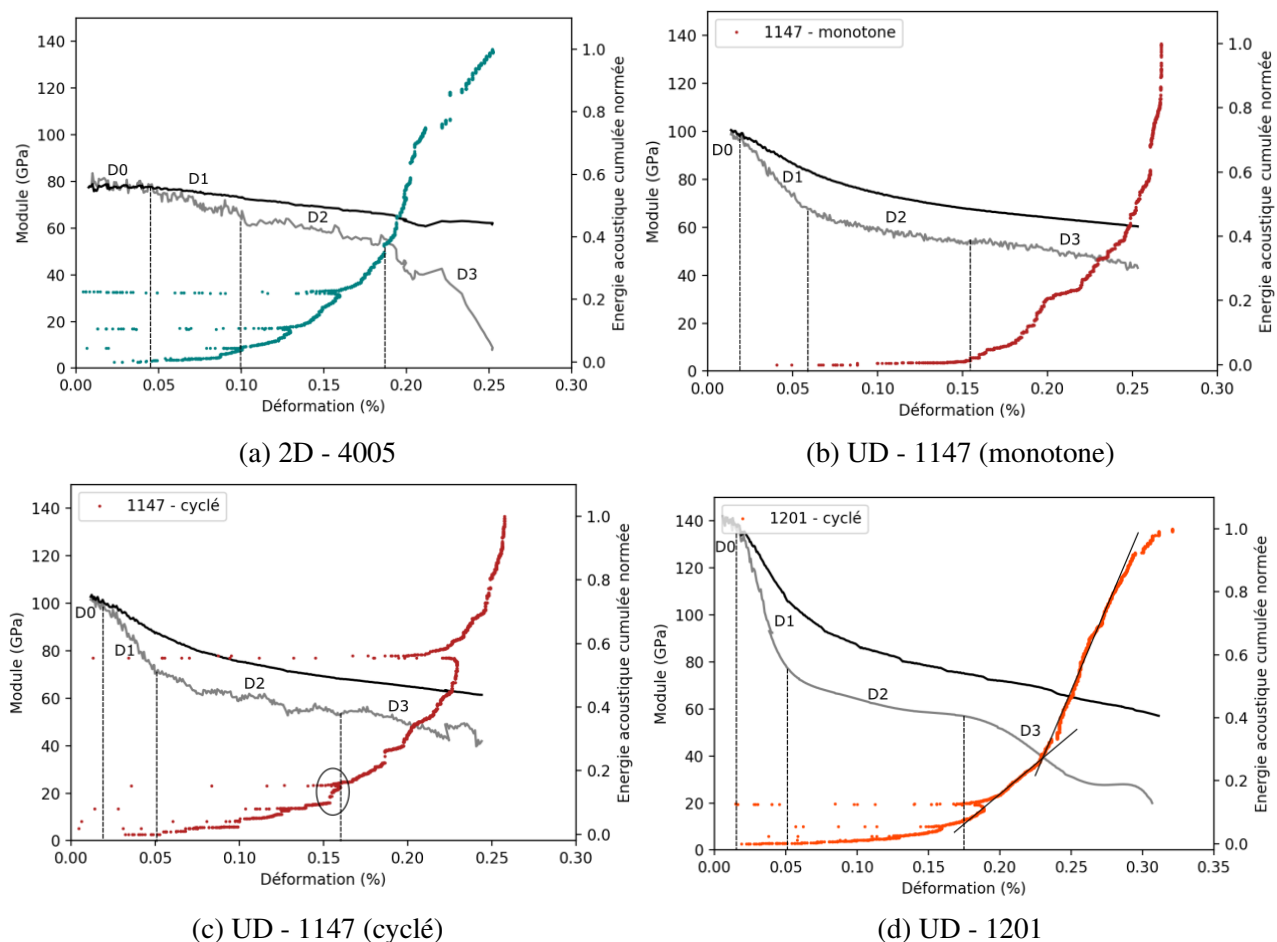 140
120
100
80
60
40
20
0
Module (GPa)
D0
D1
D2
D3
1.0
0.8
0.6
0.4
0.2
0.0
Energie acoustique cumulée normée
0.00 0.05 0.10 0.15 0.20 0.25 0.30
Déformation (%)
(a) 2D - 4005
1147 - monotone
140
120
100
80
60
40
20
0
Module (GPa)
D0
D1
D2
D3
1.0
0.8
0.6
0.4
0.2
0.0
Energie acoustique cumulée normée
0.00 0.05 0.10 0.15 0.20 0.25 0.30
Déformation (%)
(b) UD - 1147 (monotone)
1147 - cyclé
140
120
100
80
60
40
20
0
Module (GPa)
D0
D1
D2
D3
1.0
0.8
0.6
0.4
0.2
0.0
Energie acoustique cumulée normée
0.00 0.05 0.10 0.15 0.20 0.25 0.30
Déformation (%)
(c) UD - 1147 (cyclé)
1201 - cyclé
140
120
100
80
60
40
20
0
Module (GPa)
D0
D1
D2
D3
1.0
0.8
0.6
0.4
0.2
0.0
Energie acoustique cumulée normée
0.00 0.05 0.10 0.15 0.20 0.25 0.30 0.35
Déformation (%)
(d) UD - 1201